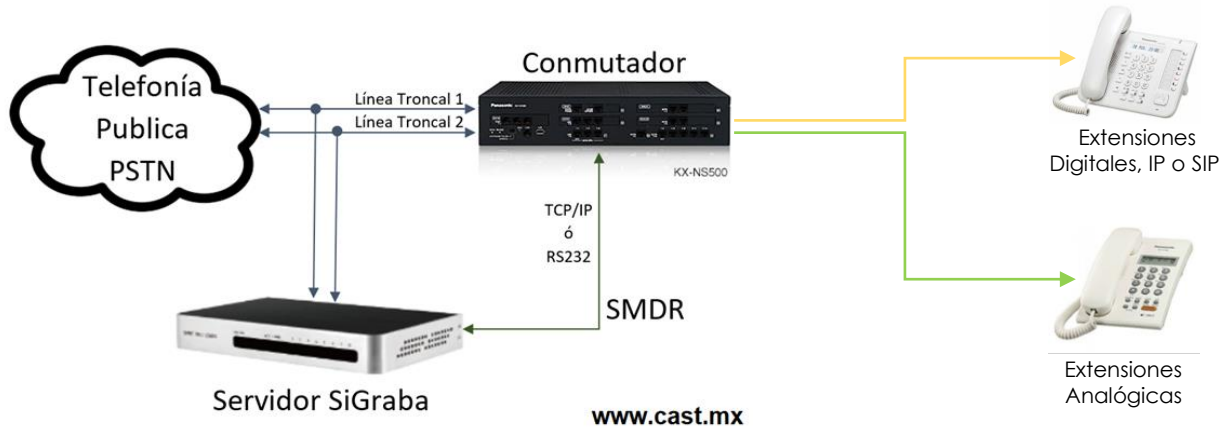 Telefonía
Publica
PSTN
Línea Troncal 1
Línea Troncal 2
Conmutador
Panasonic
KX-NS500
TCP/IP
ó
RS232
SMDR
Servidor SiGraba
www.cast.mx
Extensiones
Digitales, IP o SIP
Extensiones
Analógicas